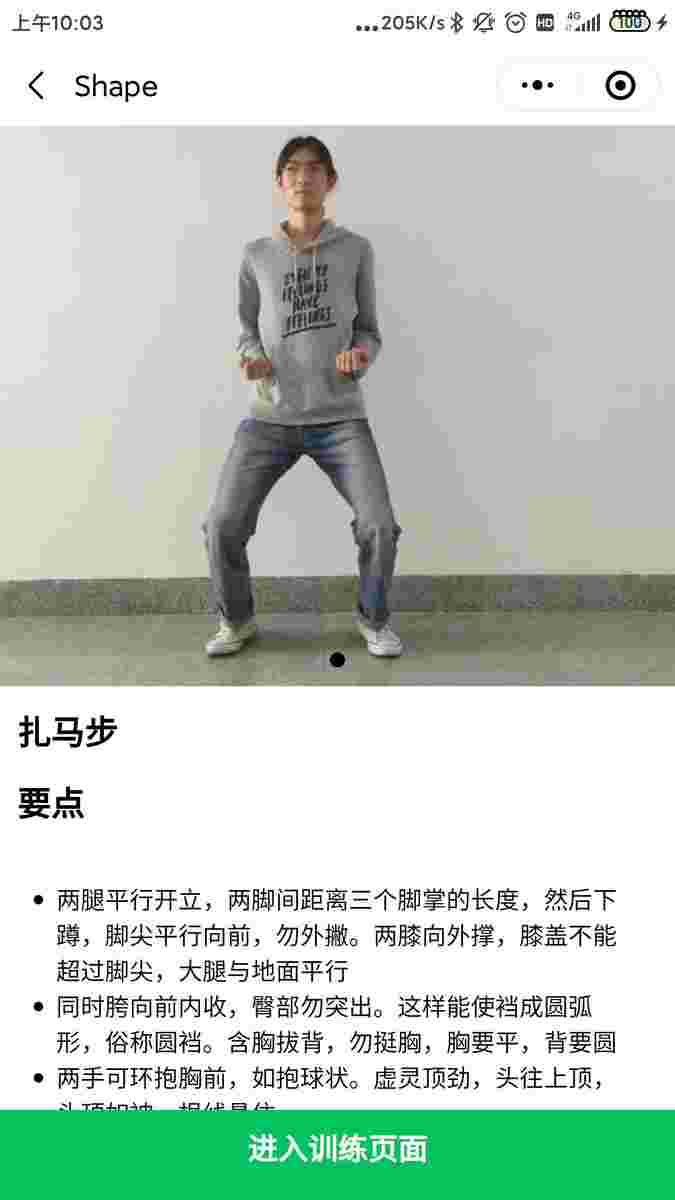 上午10:03
...205K/s
HD
4G
100
Shape
FEELINGS
HAVE
FEELINGS
扎马步
要点
两腿平行开立，两脚间距离三个脚掌的长度，然后下
蹲，脚尖平行向前，勿外撇。两膝向外撑，膝盖不能
超过脚尖，大腿与地面平行
同时胯向前内收，臀部勿突出。这样能使裆成圆弧
形，俗称圆裆。含胸拔背，勿挺胸，胸要平，背要圆
两手可环抱胸前，如抱球状。虚灵顶劲，头往上顶，
进入训练页面